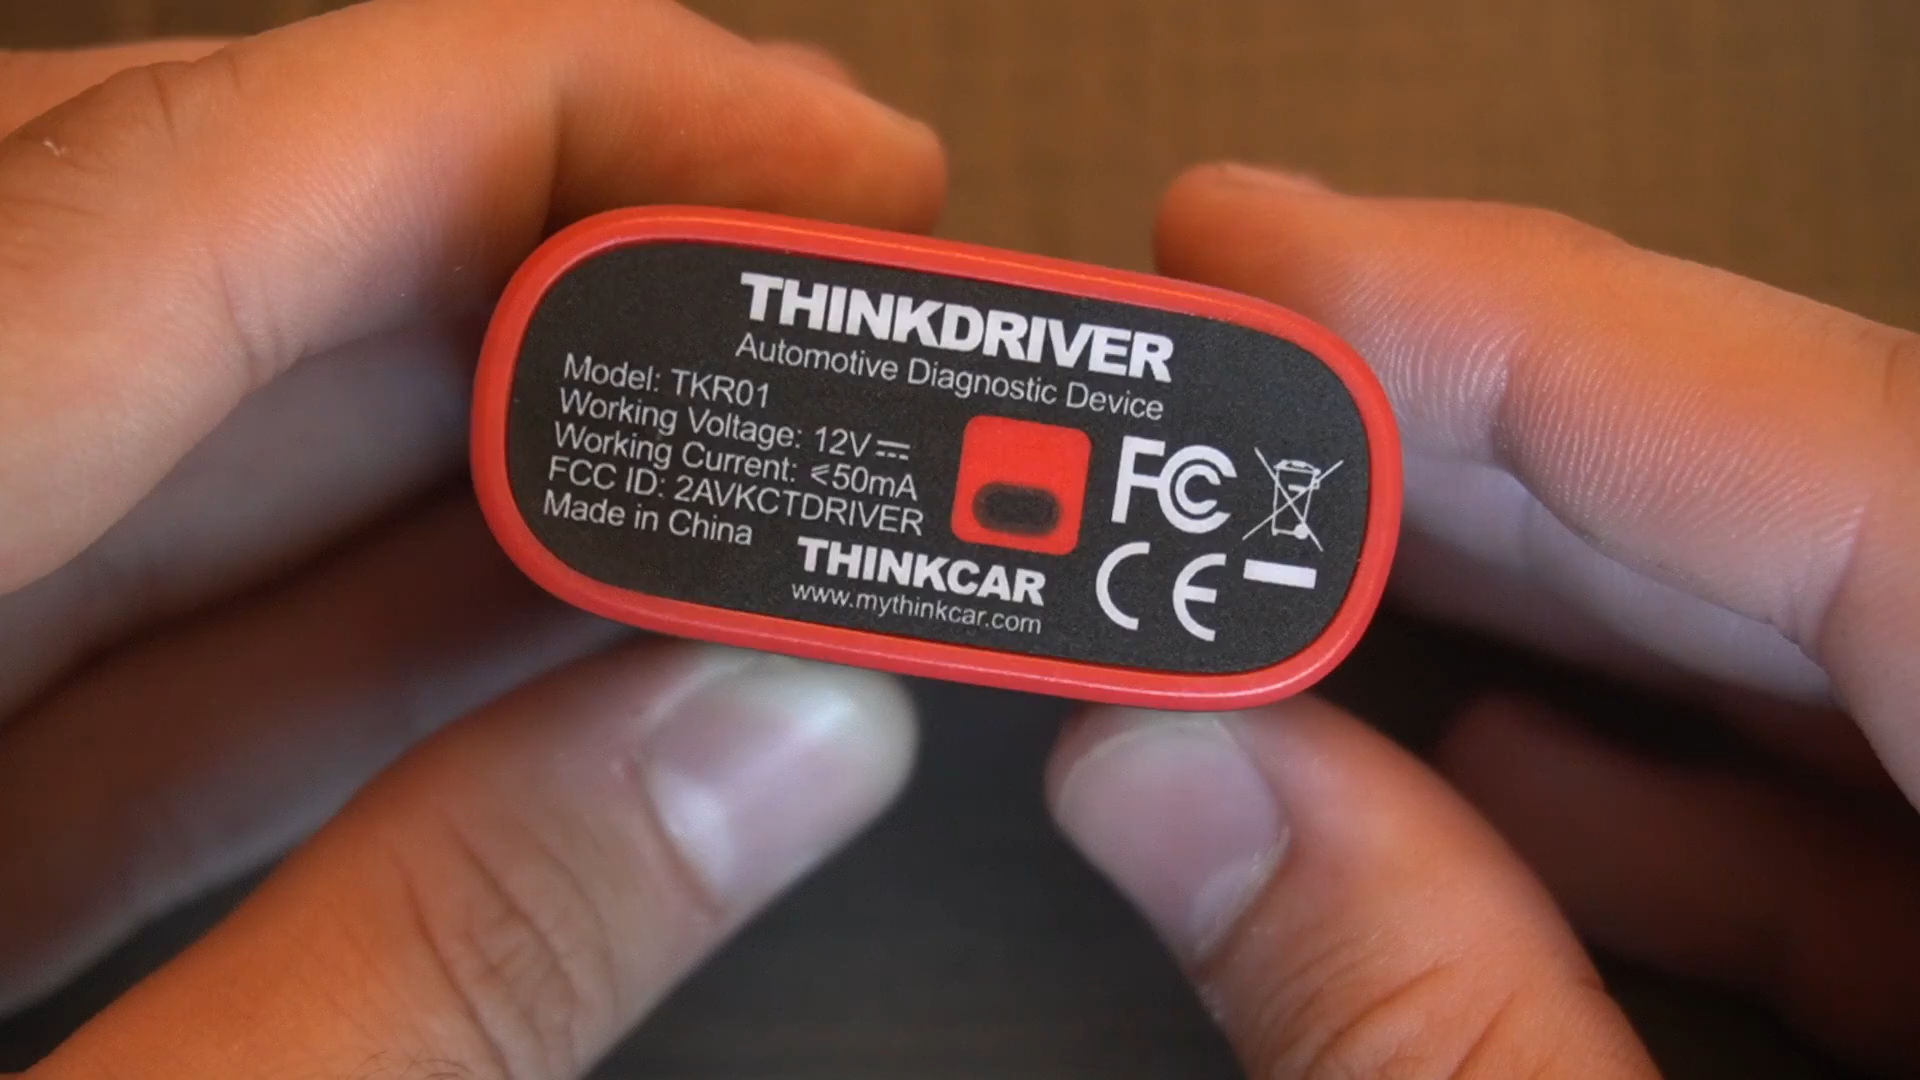 THINKDRIVER
Automotive Diagnostic Device
Model: TKR01
Working Voltage: 12V⎓
Working Current: ≤50mA
FCC ID: 2AVKCTDRIVER
Made in China
FC
CE
THINKCAR
www.mythinkcar.com